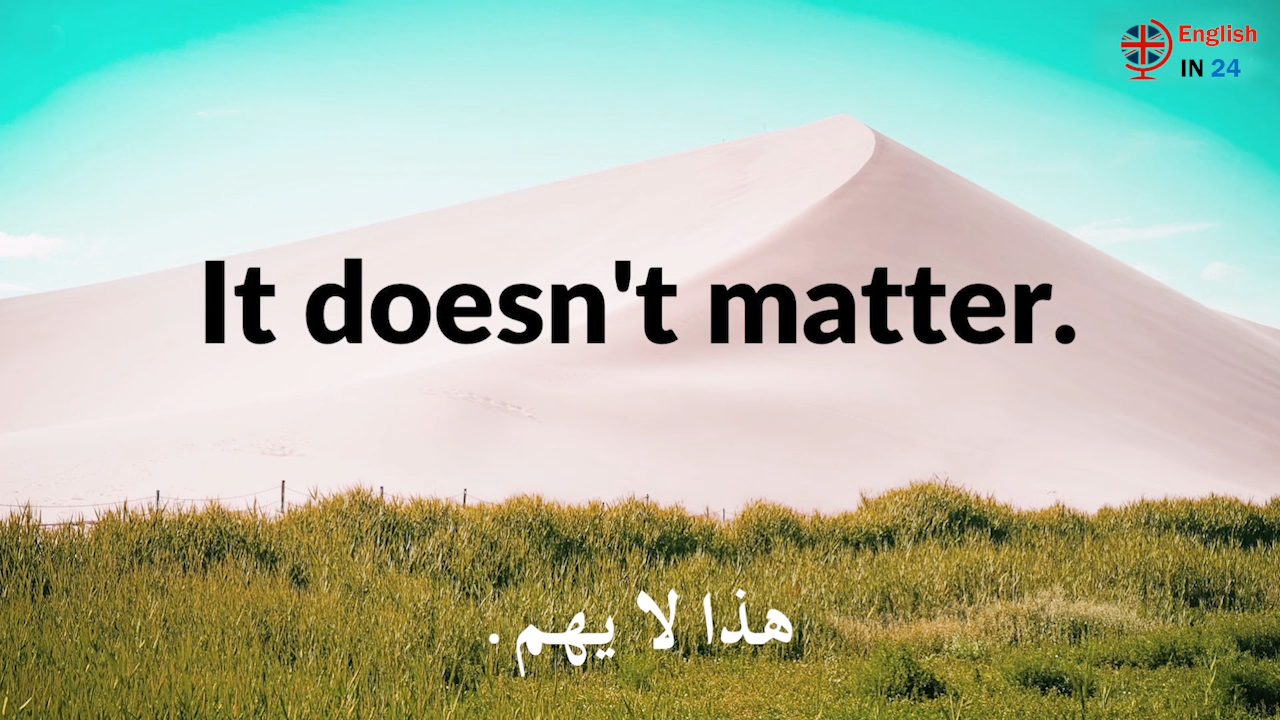 English
IN 24
It doesn't matter.
هذا لا يهم.